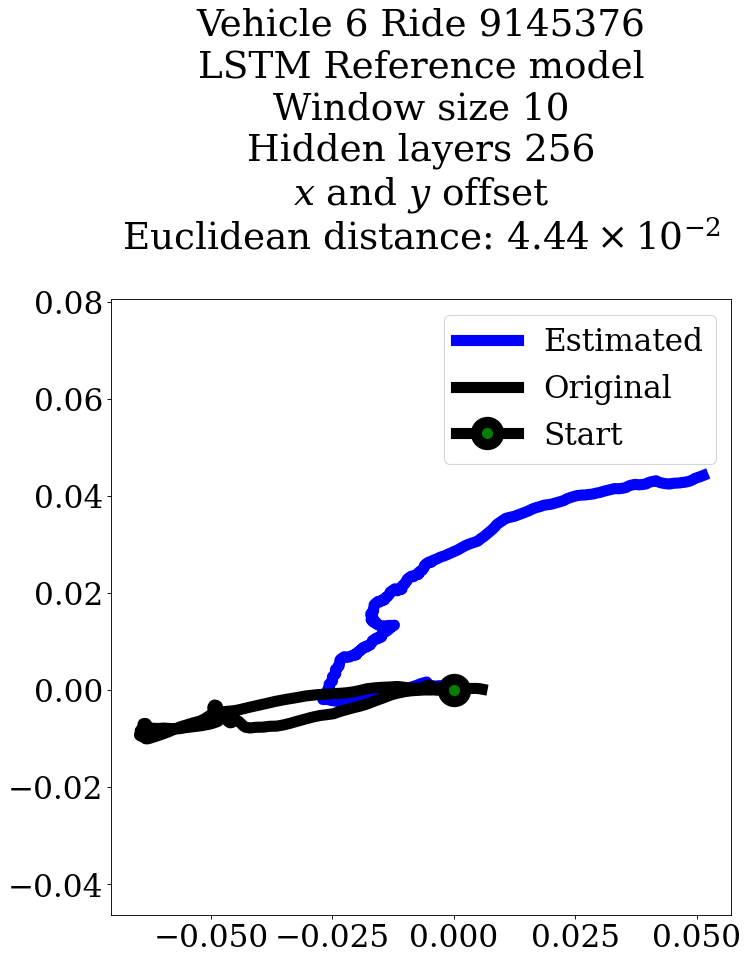 Vehicle 6 Ride 9145376
LSTM Reference model
Window size 10
Hidden layers 256
x and y offset
Euclidean distance: 4.44 × 10⁻²
Estimated
Original
Start
0.08
0.06
0.04
0.02
0.00
−0.02
−0.04
−0.050 −0.025 0.000 0.025 0.050